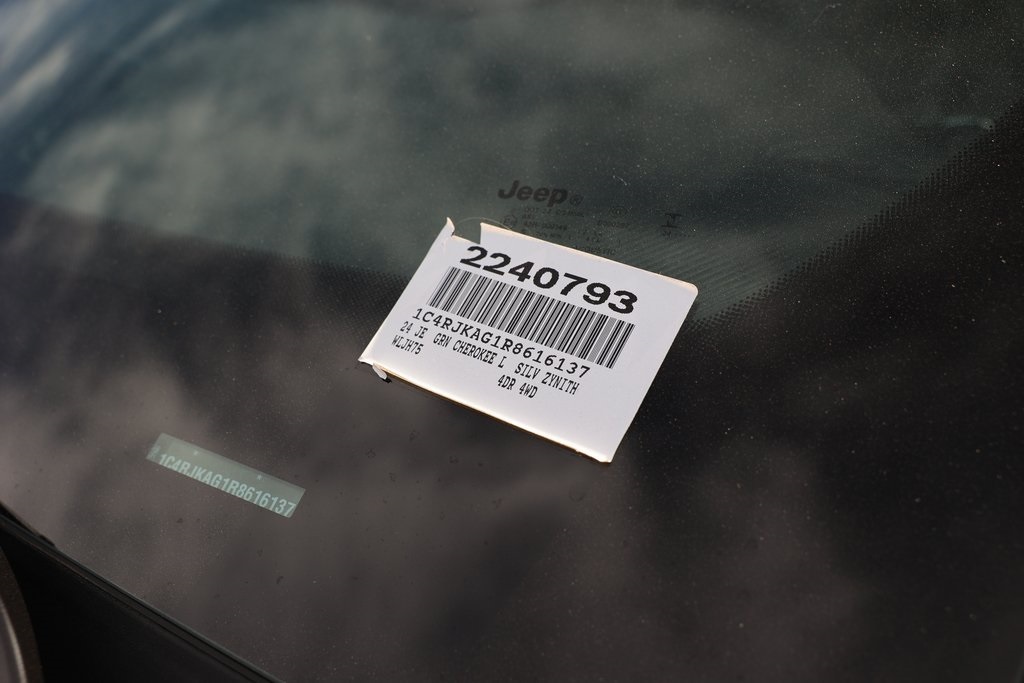 Jeep®
2240793
1C4RJKAG1R8616137
24 JE GRN CHEROKEE L SILV ZYNITH
WLJH75 4DR 4WD
1C4RJKAG1R8616137